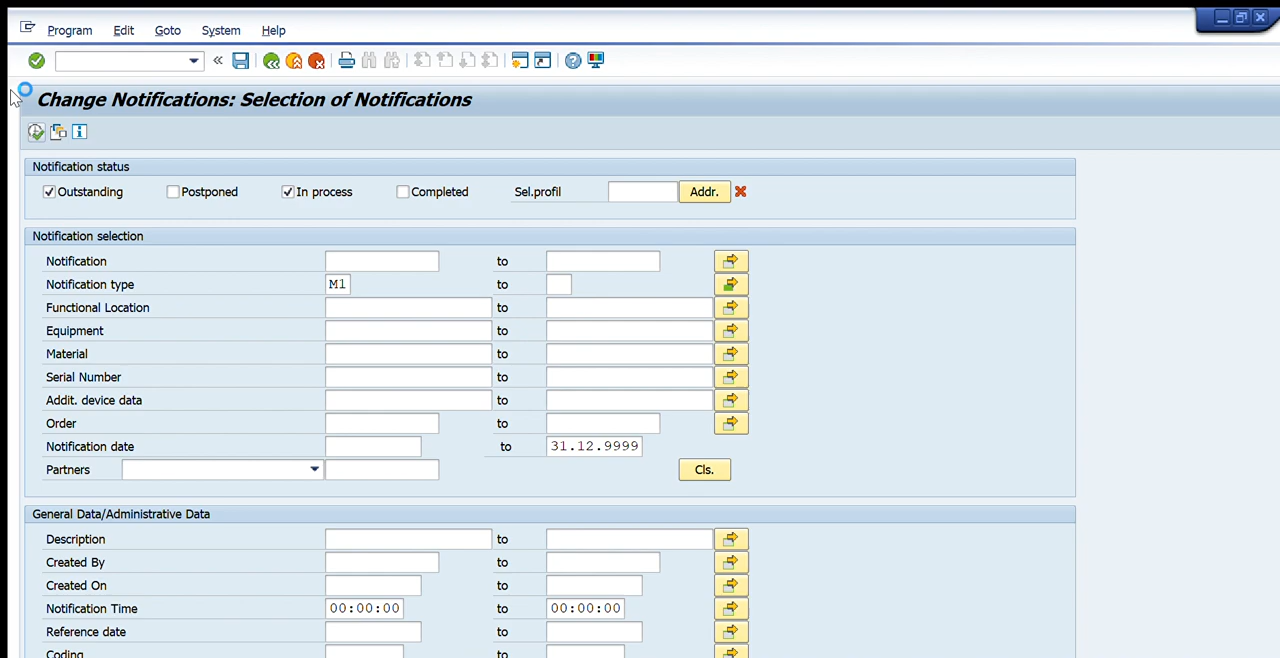 Program Edit Goto System Help
Change Notifications: Selection of Notifications
Notification status
Outstanding Postponed In process Completed Sel.profil Addr.
Notification selection
Notification to
Notification type M1 to
Functional Location to
Equipment to
Material to
Serial Number to
Addit. device data to
Order to
Notification date to 31.12.9999
Partners Cls.
General Data/Administrative Data
Description to
Created By to
Created On to
Notification Time 00:00:00 to 00:00:00
Reference date to
Coding to